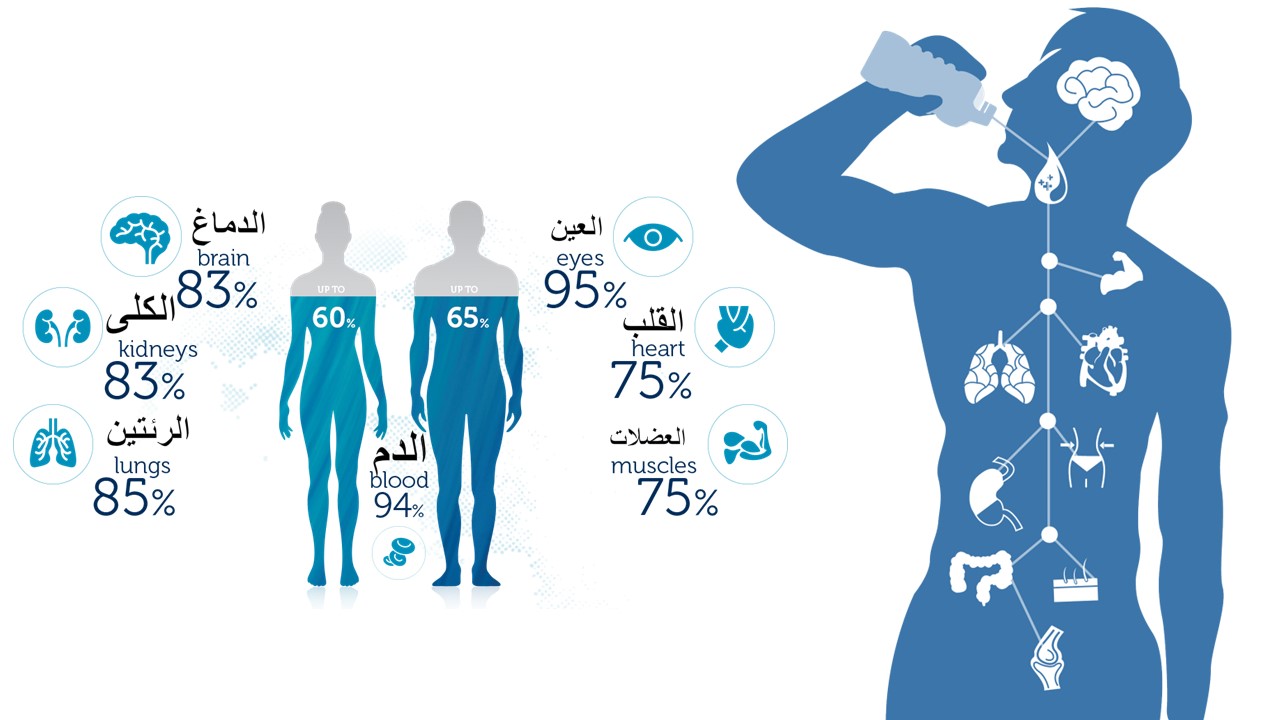 الدماغ
brain
83%
الكلى
kidneys
83%
الرئتين
lungs
85%
UP TO
60%
UP TO
65%
الدم
blood
94%
العين
eyes
95%
القلب
heart
75%
العضلات
muscles
75%